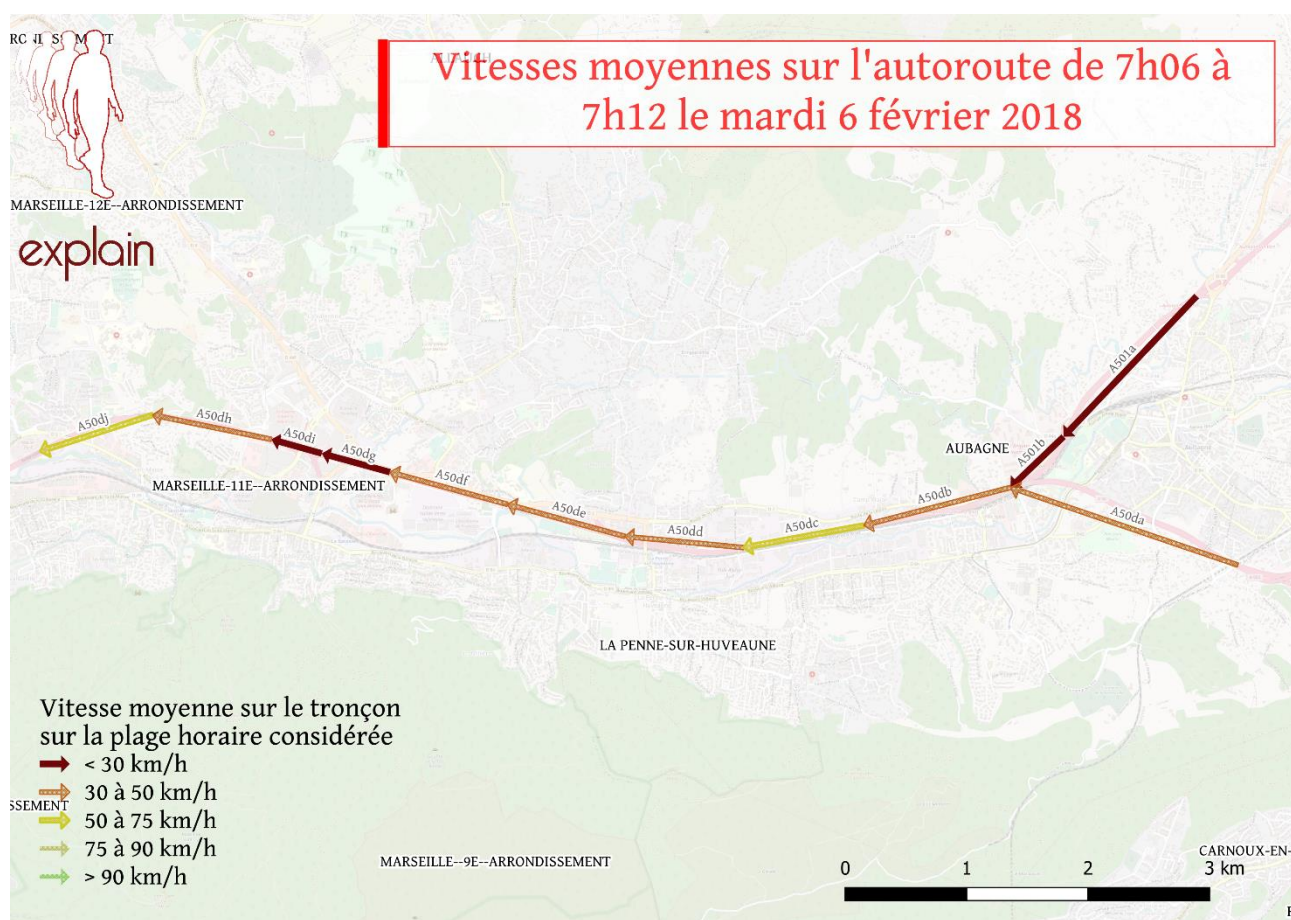 Vitesses moyennes sur l'autoroute de 7h06 à
7h12 le mardi 6 février 2018
MARSEILLE-12E--ARRONDISSEMENT
explain
A501a
A50dj
A50dh
A50di
A50dg
A501b
AUBAGNE
A50df
MARSEILLE-11E--ARRONDISSEMENT
A50de
A50dd
A50dc
A50db
A50da
LA PENNE-SUR-HUVEAUNE
Vitesse moyenne sur le tronçon
sur la plage horaire considérée
< 30 km/h
30 à 50 km/h
SSEMENT
50 à 75 km/h
75 à 90 km/h
> 90 km/h
MARSEILLE--9E--ARRONDISSEMENT
CARNOUX-EN-
0 1 2 3 km